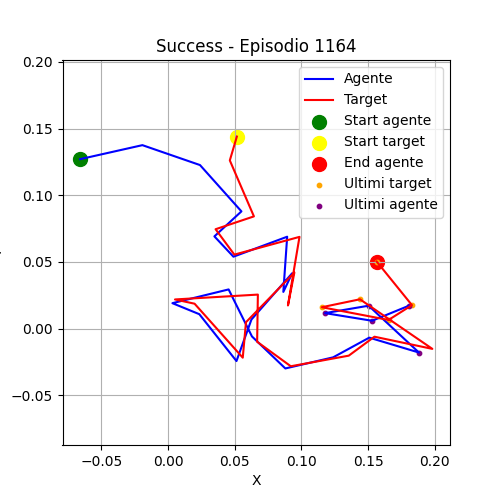 Success - Episodio 1164
Agente
Target
Start agente
Start target
End agente
Ultimi target
Ultimi agente
0.20
0.15
0.10
0.05
0.00
−0.05
−0.05
0.00
0.05
0.10
0.15
0.20
X